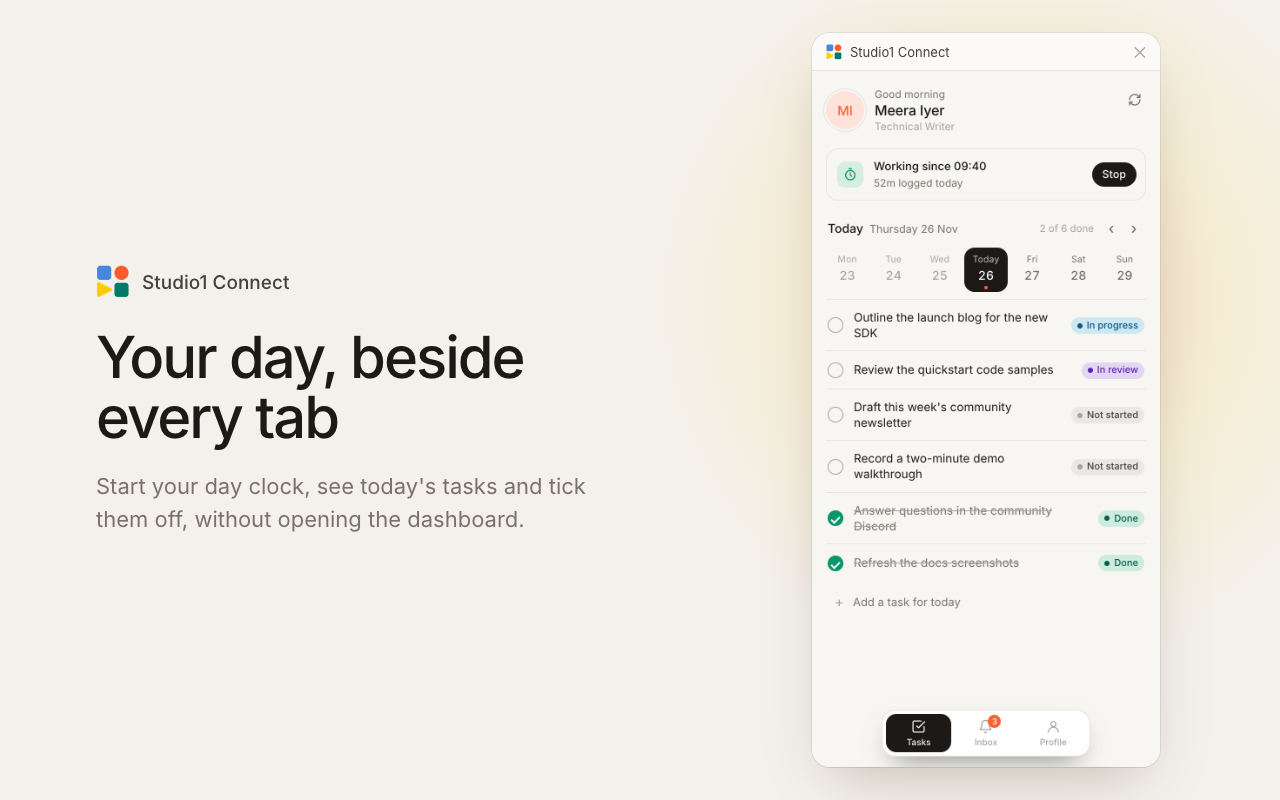 Studio1 Connect
Your day, beside
every tab
Start your day clock, see today's tasks and tick
them off, without opening the dashboard.
Studio1 Connect
MI
Good morning
Meera Iyer
Technical Writer
Working since 09:40
52m logged today
Stop
Today Thursday 26 Nov
2 of 6 done
Mon Tue Wed Today Fri Sat Sun
23 24 25 26 27 28 29
Outline the launch blog for the new
SDK
In progress
Review the quickstart code samples
In review
Draft this week's community
newsletter
Not started
Record a two-minute demo
walkthrough
Not started
Answer questions in the community
Discord
Done
Refresh the docs screenshots
Done
+ Add a task for today
3
Tasks Inbox Profile